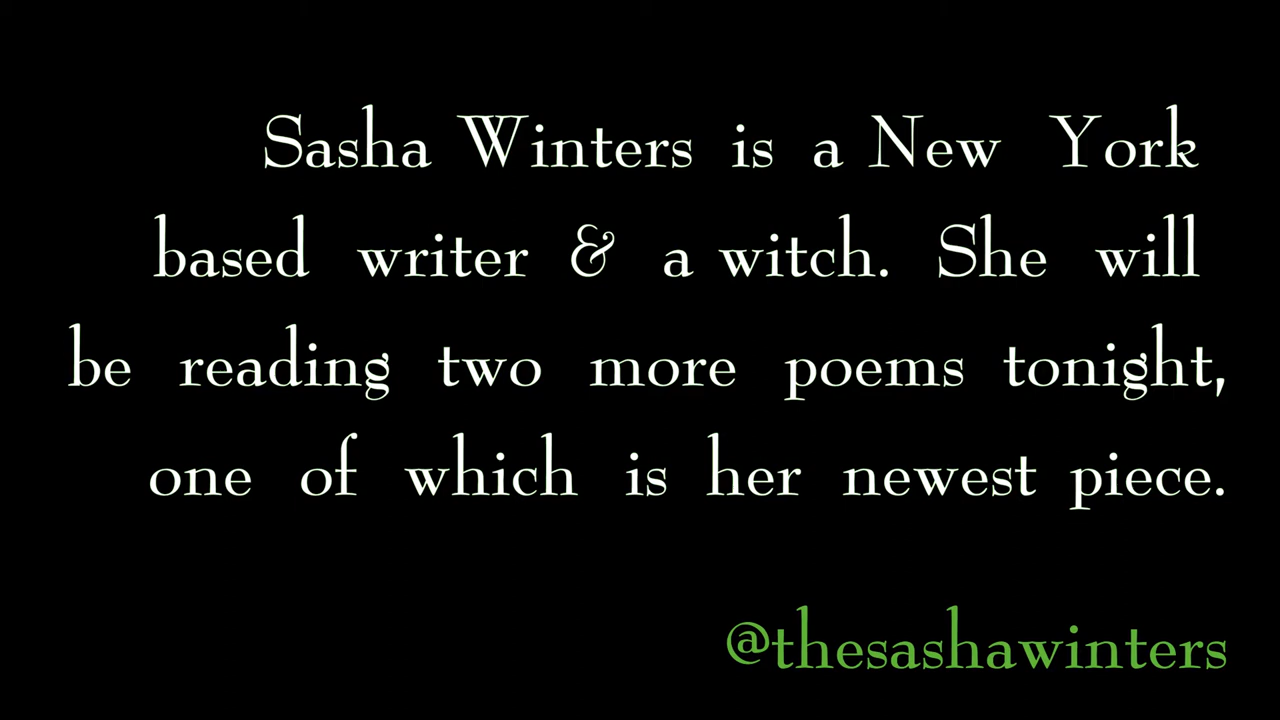 Sasha Winters is a New York
based writer & a witch. She will
be reading two more poems tonight,
one of which is her newest piece.
@thesashawinters